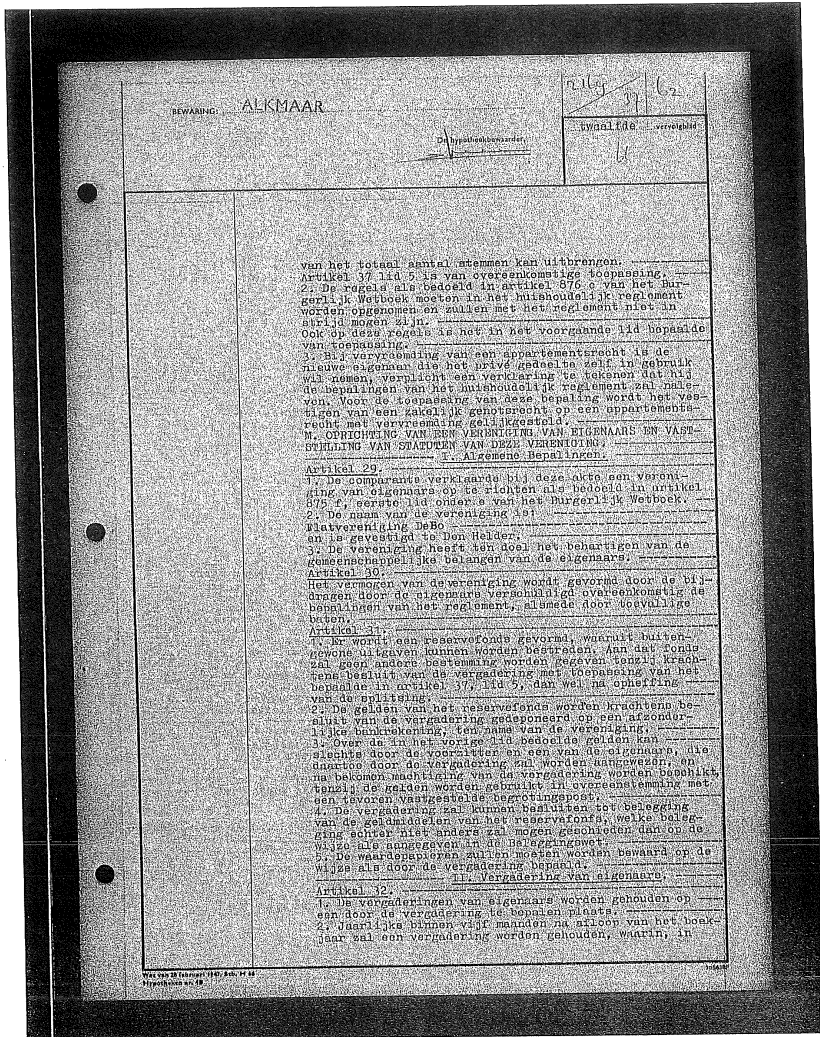 BEWARING: ALKMAAR
62
37
De hypotheekbewaarder,
twaalfde vervolgblad
van het totaal aantal stemmen kan uitbrengen.
Artikel 37 lid 5 is van overeenkomstige toepassing.
2. De regels als bedoeld in artikel 876 c van het Bur-
gerlijk Wetboek moeten in het huishoudelijk reglement
worden opgenomen en zullen met het reglement niet in
strijd mogen zijn.
Ook op deze regels is het in het voorgaande lid bepaalde
van toepassing.
3. Bij vervreemding van een appartementsrecht is de
nieuwe eigenaar die het privé gedeelte zelf in gebruik
wil nemen, verplicht een verklaring te tekenen dat hij
de bepalingen van het huishoudelijk reglement zal nale-
ven. Voor de toepassing van deze bepaling wordt het ves-
tigen van een zakelijk genotsrecht op een appartements-
recht met vervreemding gelijkgesteld.
M. OPRICHTING VAN EEN VERENIGING VAN EIGENAARS EN VAST-
STELLING VAN STATUTEN VAN DEZE VERENIGING.
I. Algemene Bepalingen.
Artikel 29.
1. De comparante verklaarde bij deze akte een vereni-
ging van eigenaars op te richten als bedoeld in artikel
875 f, eerste lid onder e van het Burgerlijk Wetboek.
2. De naam van de vereniging is:
Flatvereniging DeBo
en is gevestigd te Den Helder.
3. De vereniging heeft ten doel het behartigen van de
gemeenschappelijke belangen van de eigenaars.
Artikel 30.
Het vermogen van de vereniging wordt gevormd door de bij-
dragen door de eigenaars verschuldigd overeenkomstig de
bepalingen van het reglement, alsmede door toevallige
baten.
Artikel 31.
1. Er wordt een reservefonds gevormd, waaruit buiten-
gewone uitgaven kunnen worden bestreden. Aan dat fonds
zal geen andere bestemming worden gegeven tenzij krach-
tens besluit van de vergadering met toepassing van het
bepaalde in artikel 37, lid 5, dan wel na opheffing
van de splitsing.
2. De gelden van het reservefonds worden krachtens be-
sluit van de vergadering gedeponeerd op een afzonder-
lijke bankrekening, ten name van de vereniging.
3. Over de in het vorige lid bedoelde gelden kan
slechts door de voorzitter en een van de eigenaars, die
daartoe door de vergadering zal worden aangewezen, en
na bekomen machtiging van de vergadering worden beschikt,
tenzij de gelden worden gebruikt in overeenstemming met
een tevoren vastgestelde begrotingspost.
4. De vergadering zal kunnen besluiten tot belegging
van de geldmiddelen van het reservefonfs, welke beleg-
ging echter niet anders zal mogen geschieden dan op de
wijze als aangegeven in de Beleggingswet.
5. De waardepapieren zullen moeten worden bewaard op de
wijze als door de vergadering bepaald.
II. Vergadering van eigenaars.
Artikel 32.
1. De vergaderingen van eigenaars worden gehouden op
een door de vergadering te bepalen plaats.
2. Jaarlijks binnen vijf maanden na afloop van het boek-
jaar zal een vergadering worden gehouden, waarin, in
Wet van 28 februari 1947, Stb. H 68
Hypotheken nr. 4B